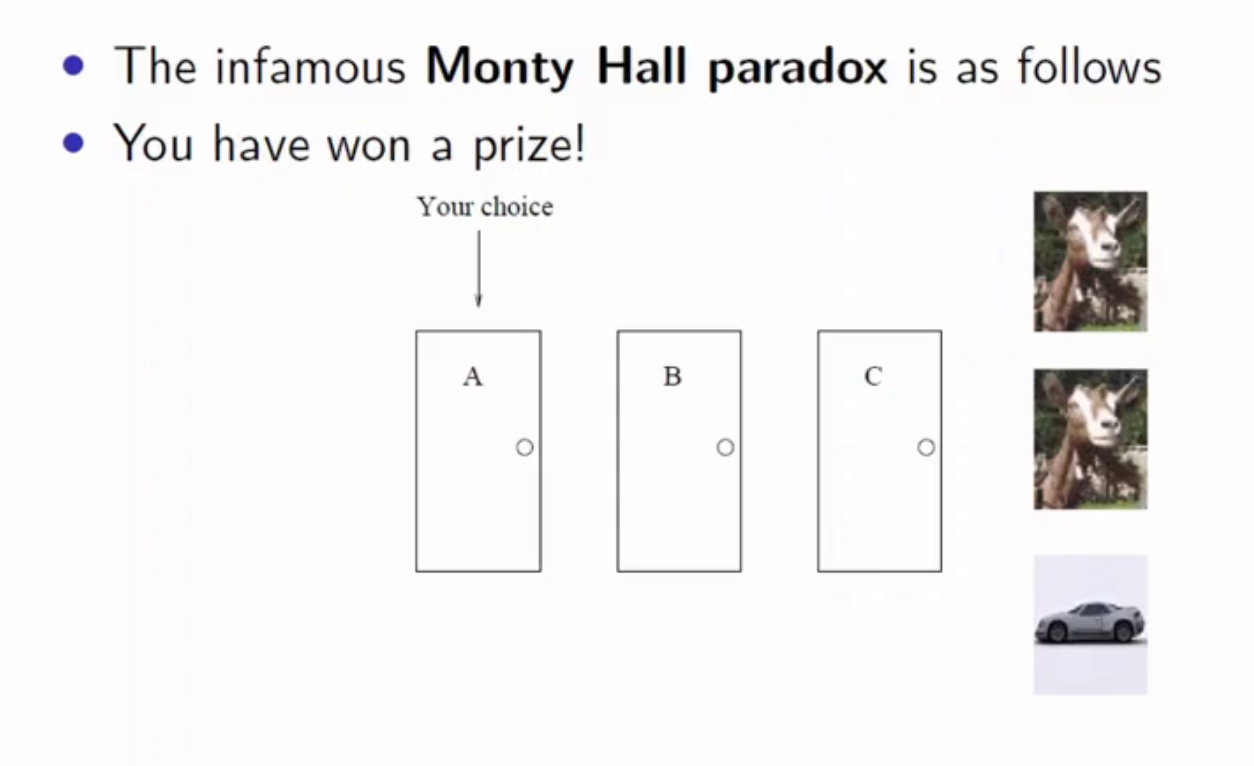 • The infamous Monty Hall paradox is as follows
• You have won a prize!
Your choice
A
B
C